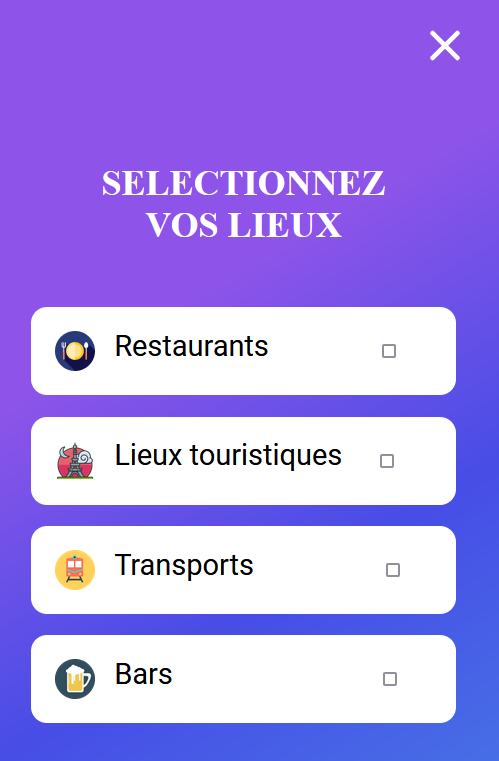 SELECTIONNEZ
VOS LIEUX
Restaurants
Lieux touristiques
Transports
Bars